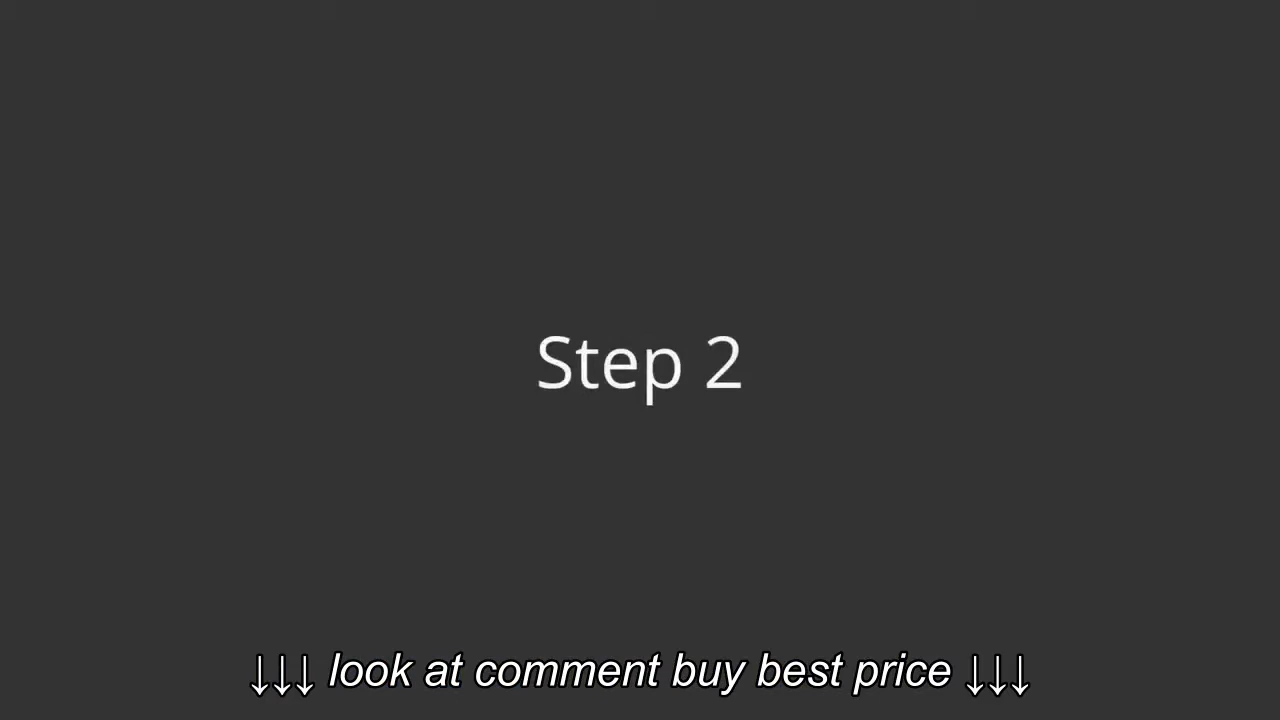 Step 2
↓↓↓ look at comment buy best price ↓↓↓